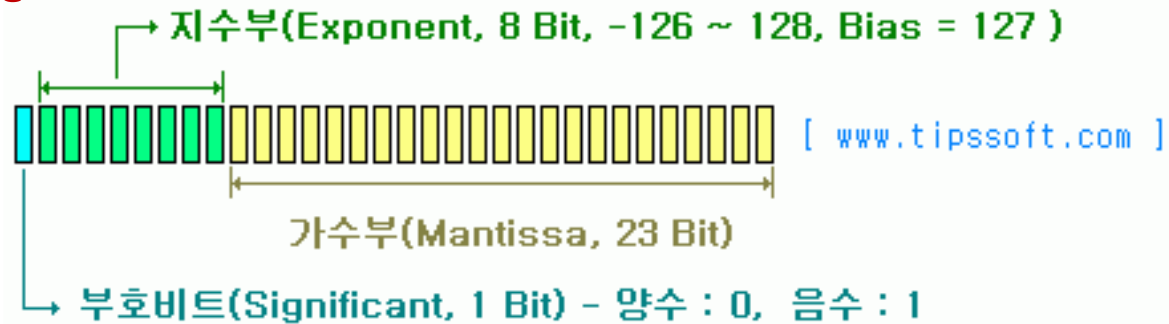 지수부(Exponent, 8 Bit, -126 ~ 128, Bias = 127 )
[ www.tipssoft.com ]
가수부(Mantissa, 23 Bit)
부호비트(Significant, 1 Bit) - 양수 : 0, 음수 : 1